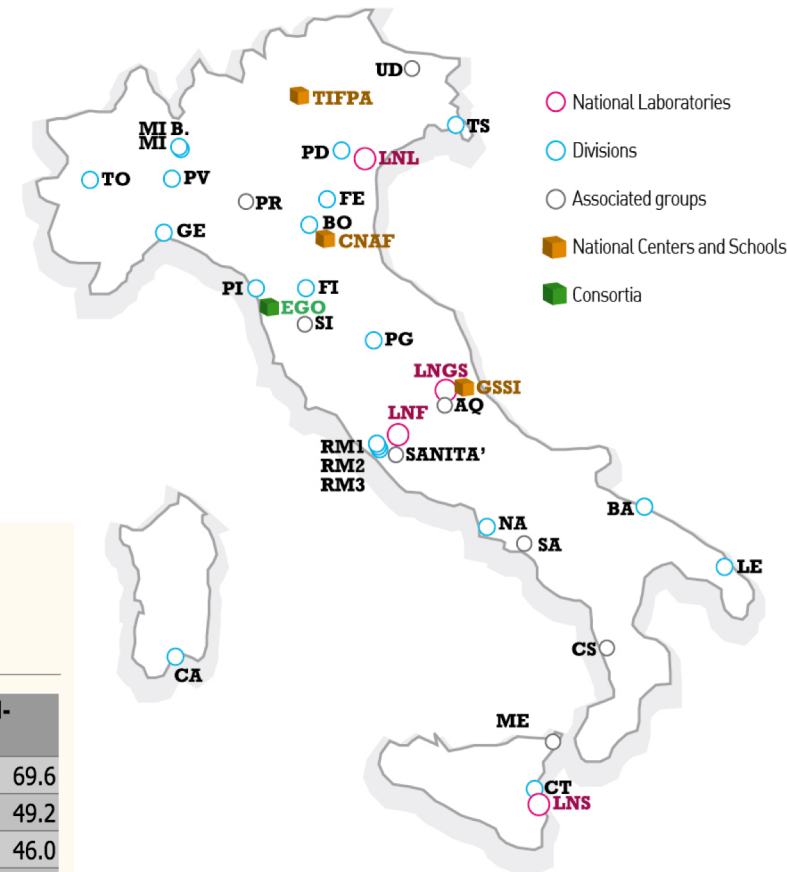 UD
TIFPA
National Laboratories
MI B.
MI
TS
PD
LNL
Divisions
TO
PV
PR
FE
Associated groups
BO
GE
CNAF
National Centers and Schools
PI
FI
EGO
Consortia
SI
PG
LNGS
GSSI
AQ
LNF
RM1
SANITA'
RM2
RM3
BA
NA
SA
LE
CS
CA
ME
CT
LNS
69.6
49.2
46.0